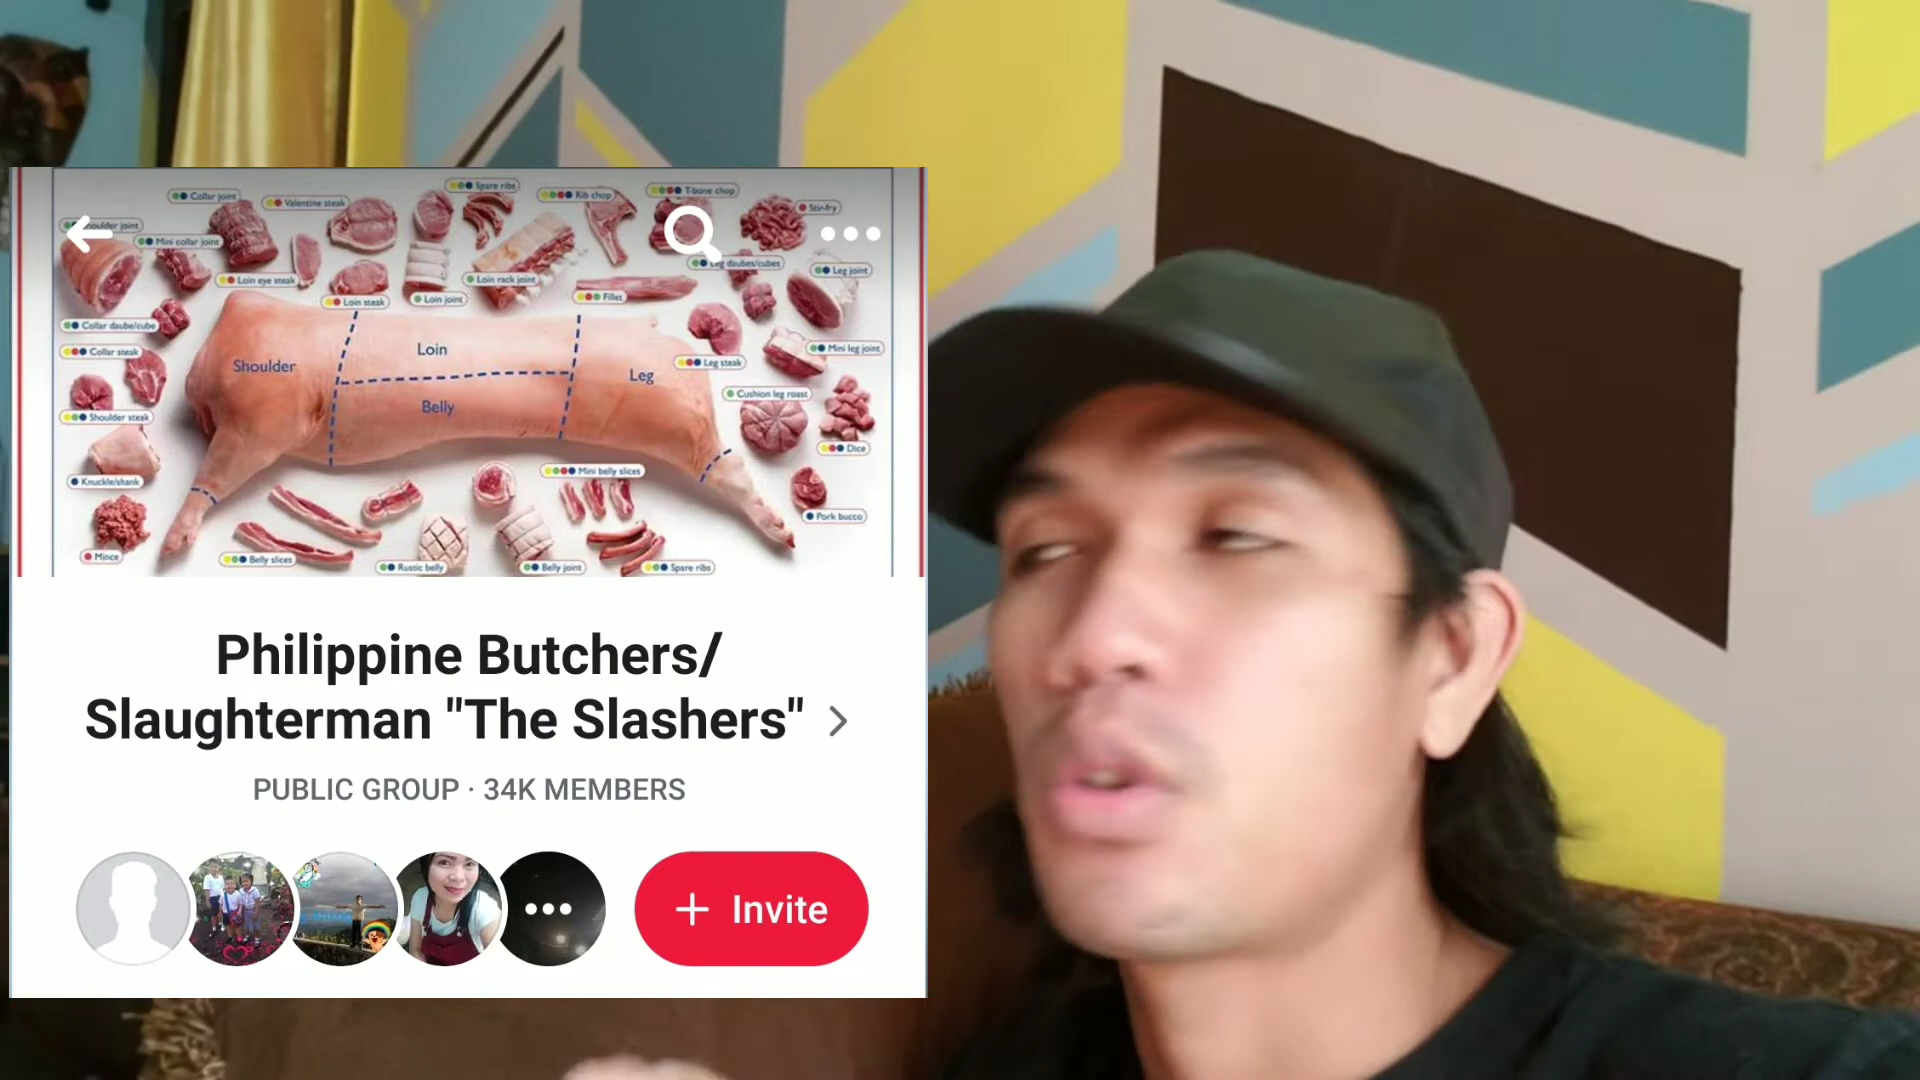 Spare ribs
Collar joint
Rib chop
T-bone chop
Valentine steak
Stir-fry
Mini collar joint
Leg daubes/cubes
Leg joint
Loin eye steak
Loin rack joint
Loin steak
Loin joint
Fillet
Collar daube/cube
Collar steak
Loin
Mini leg joint
Shoulder
Leg steak
Leg
Cushion leg roast
Belly
Shoulder steak
Dice
Mini belly slices
Knuckle/shank
Pork bucco
Mince
Belly slices
Rustic belly
Belly joint
Spare ribs
Philippine Butchers/
Slaughterman "The Slashers"
PUBLIC GROUP · 34K MEMBERS
+ Invite